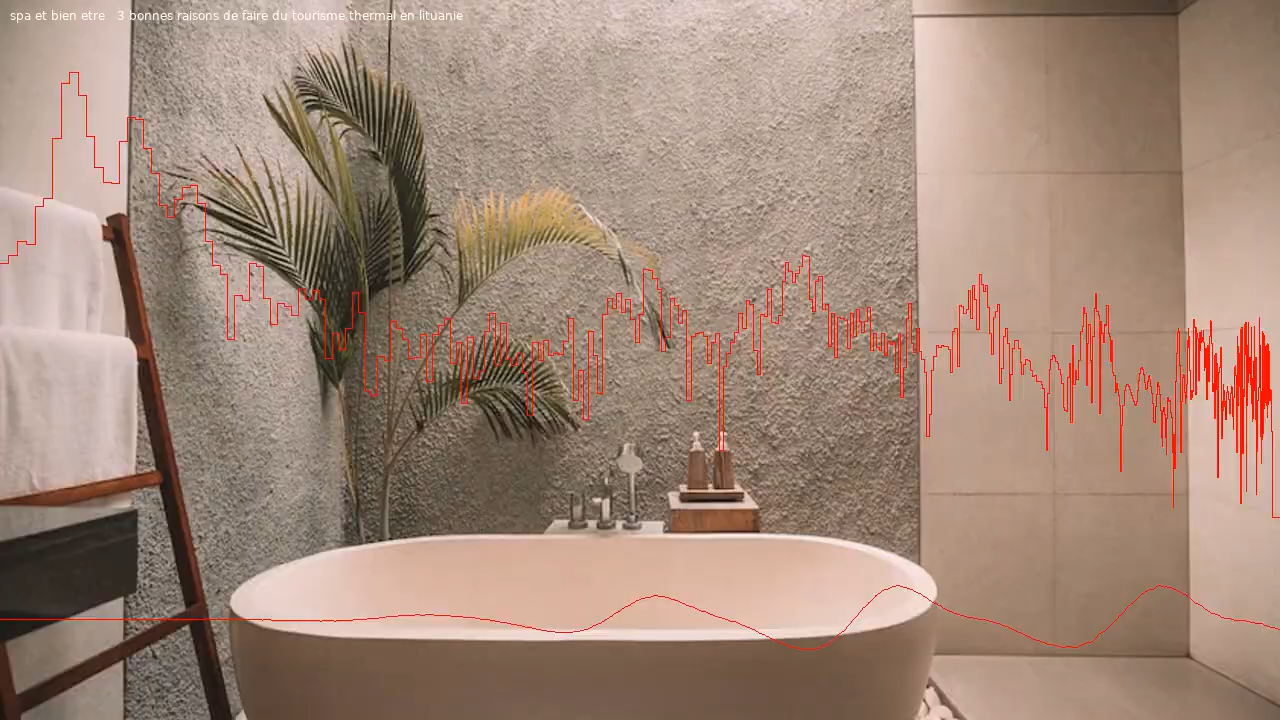 spa et bien etre   3 bonnes raisons de faire du tourisme thermal en lituanie